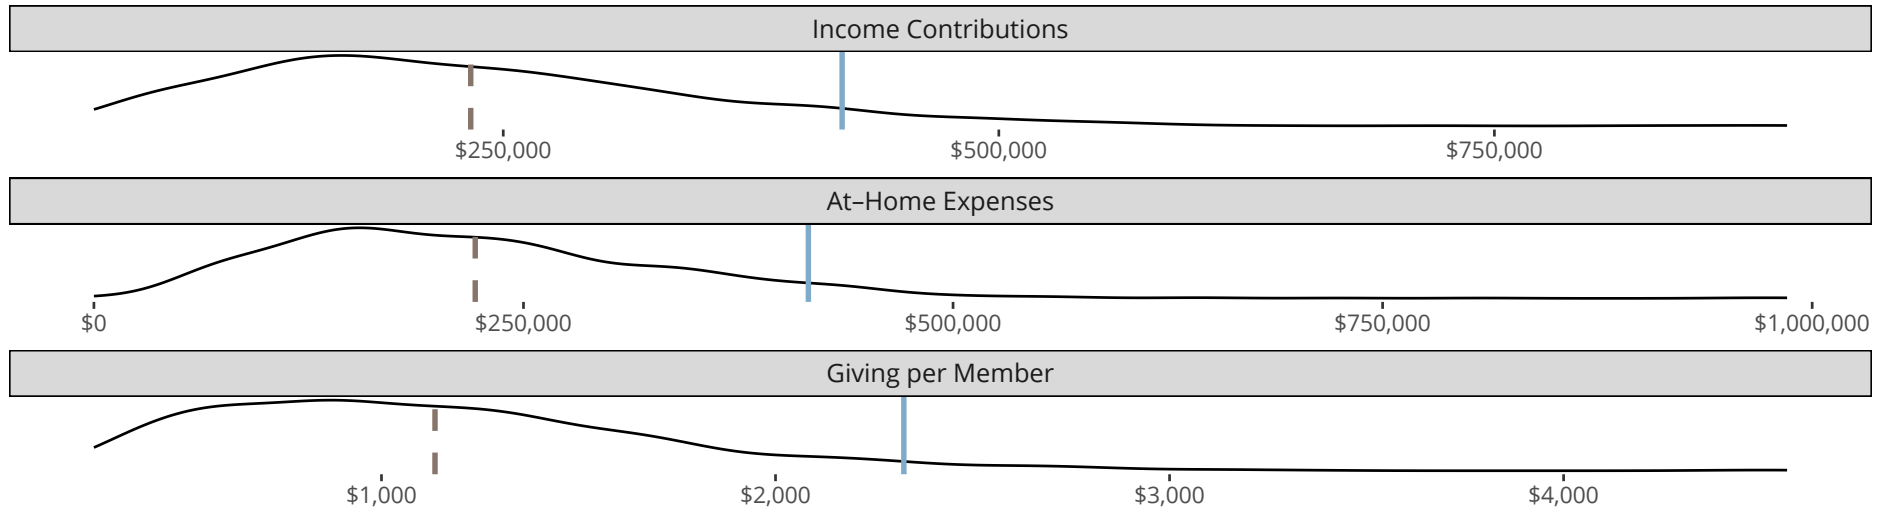 Income Contributions
$250,000 $500,000 $750,000
At–Home Expenses
$0 $250,000 $500,000 $750,000 $1,000,000
Giving per Member
$1,000 $2,000 $3,000 $4,000